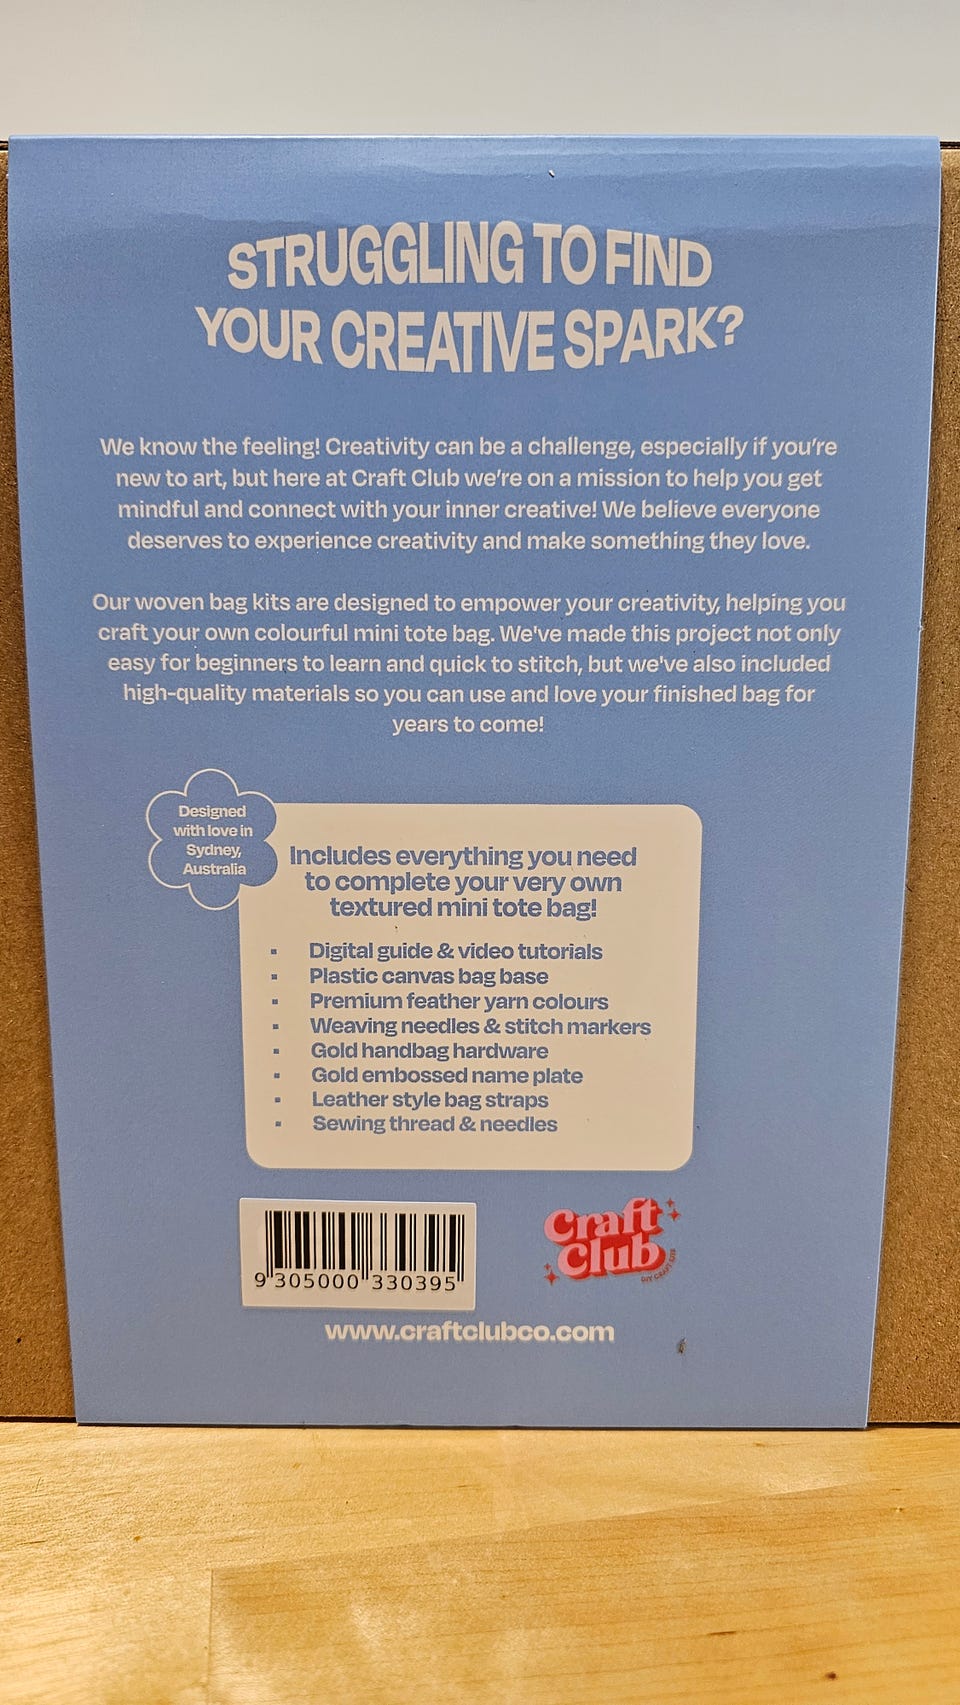 STRUGGLING TO FIND
YOUR CREATIVE SPARK?
We know the feeling! Creativity can be a challenge, especially if you're
new to art, but here at Craft Club we're on a mission to help you get
mindful and connect with your inner creative! We believe everyone
deserves to experience creativity and make something they love.
Our woven bag kits are designed to empower your creativity, helping you
craft your own colourful mini tote bag. We've made this project not only
easy for beginners to learn and quick to stitch, but we've also included
high-quality materials so you can use and love your finished bag for
years to come!
Designed
with love in
Sydney,
Australia
Includes everything you need
to complete your very own
textured mini tote bag!
▪ Digital guide & video tutorials
▪ Plastic canvas bag base
▪ Premium feather yarn colours
▪ Weaving needles & stitch markers
▪ Gold handbag hardware
▪ Gold embossed name plate
▪ Leather style bag straps
▪ Sewing thread & needles
9 305000 330395
Craft
Club
DIY CRAFT KITS
www.craftclubco.com